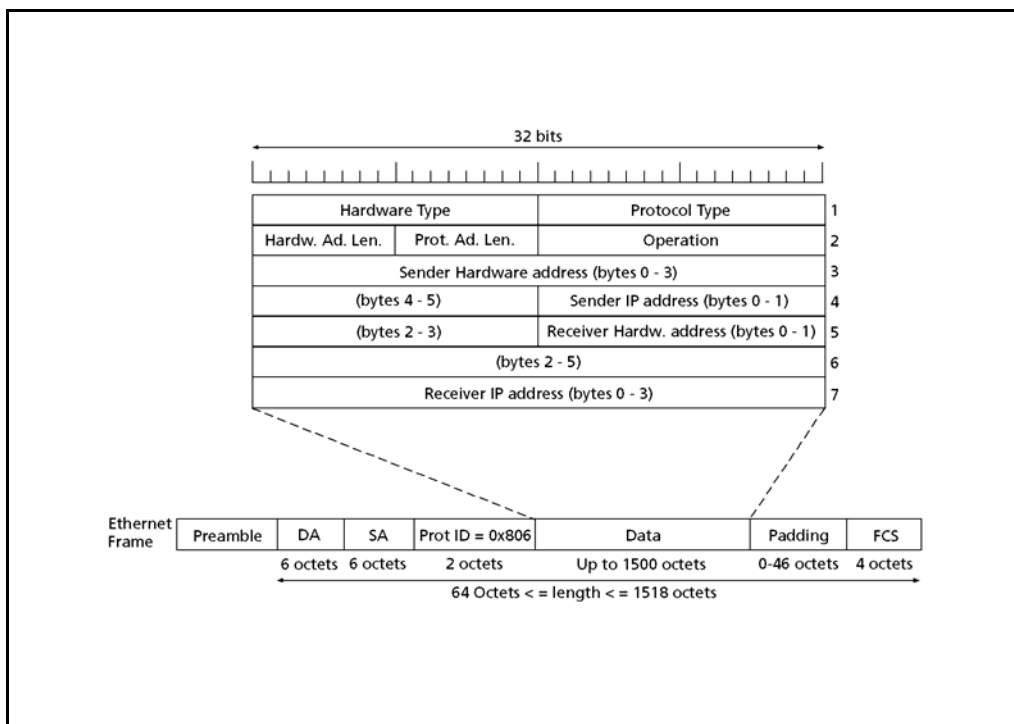 32 bits
Hardware Type Protocol Type 1
Hardw. Ad. Len. Prot. Ad. Len. Operation 2
Sender Hardware address (bytes 0 - 3) 3
(bytes 4 - 5) Sender IP address (bytes 0 - 1) 4
(bytes 2 - 3) Receiver Hardw. address (bytes 0 - 1) 5
(bytes 2 - 5) 6
Receiver IP address (bytes 0 - 3) 7
Ethernet
Frame
Preamble DA SA Prot ID = 0x806 Data Padding FCS
6 octets 6 octets 2 octets Up to 1500 octets 0-46 octets 4 octets
64 Octets < = length < = 1518 octets